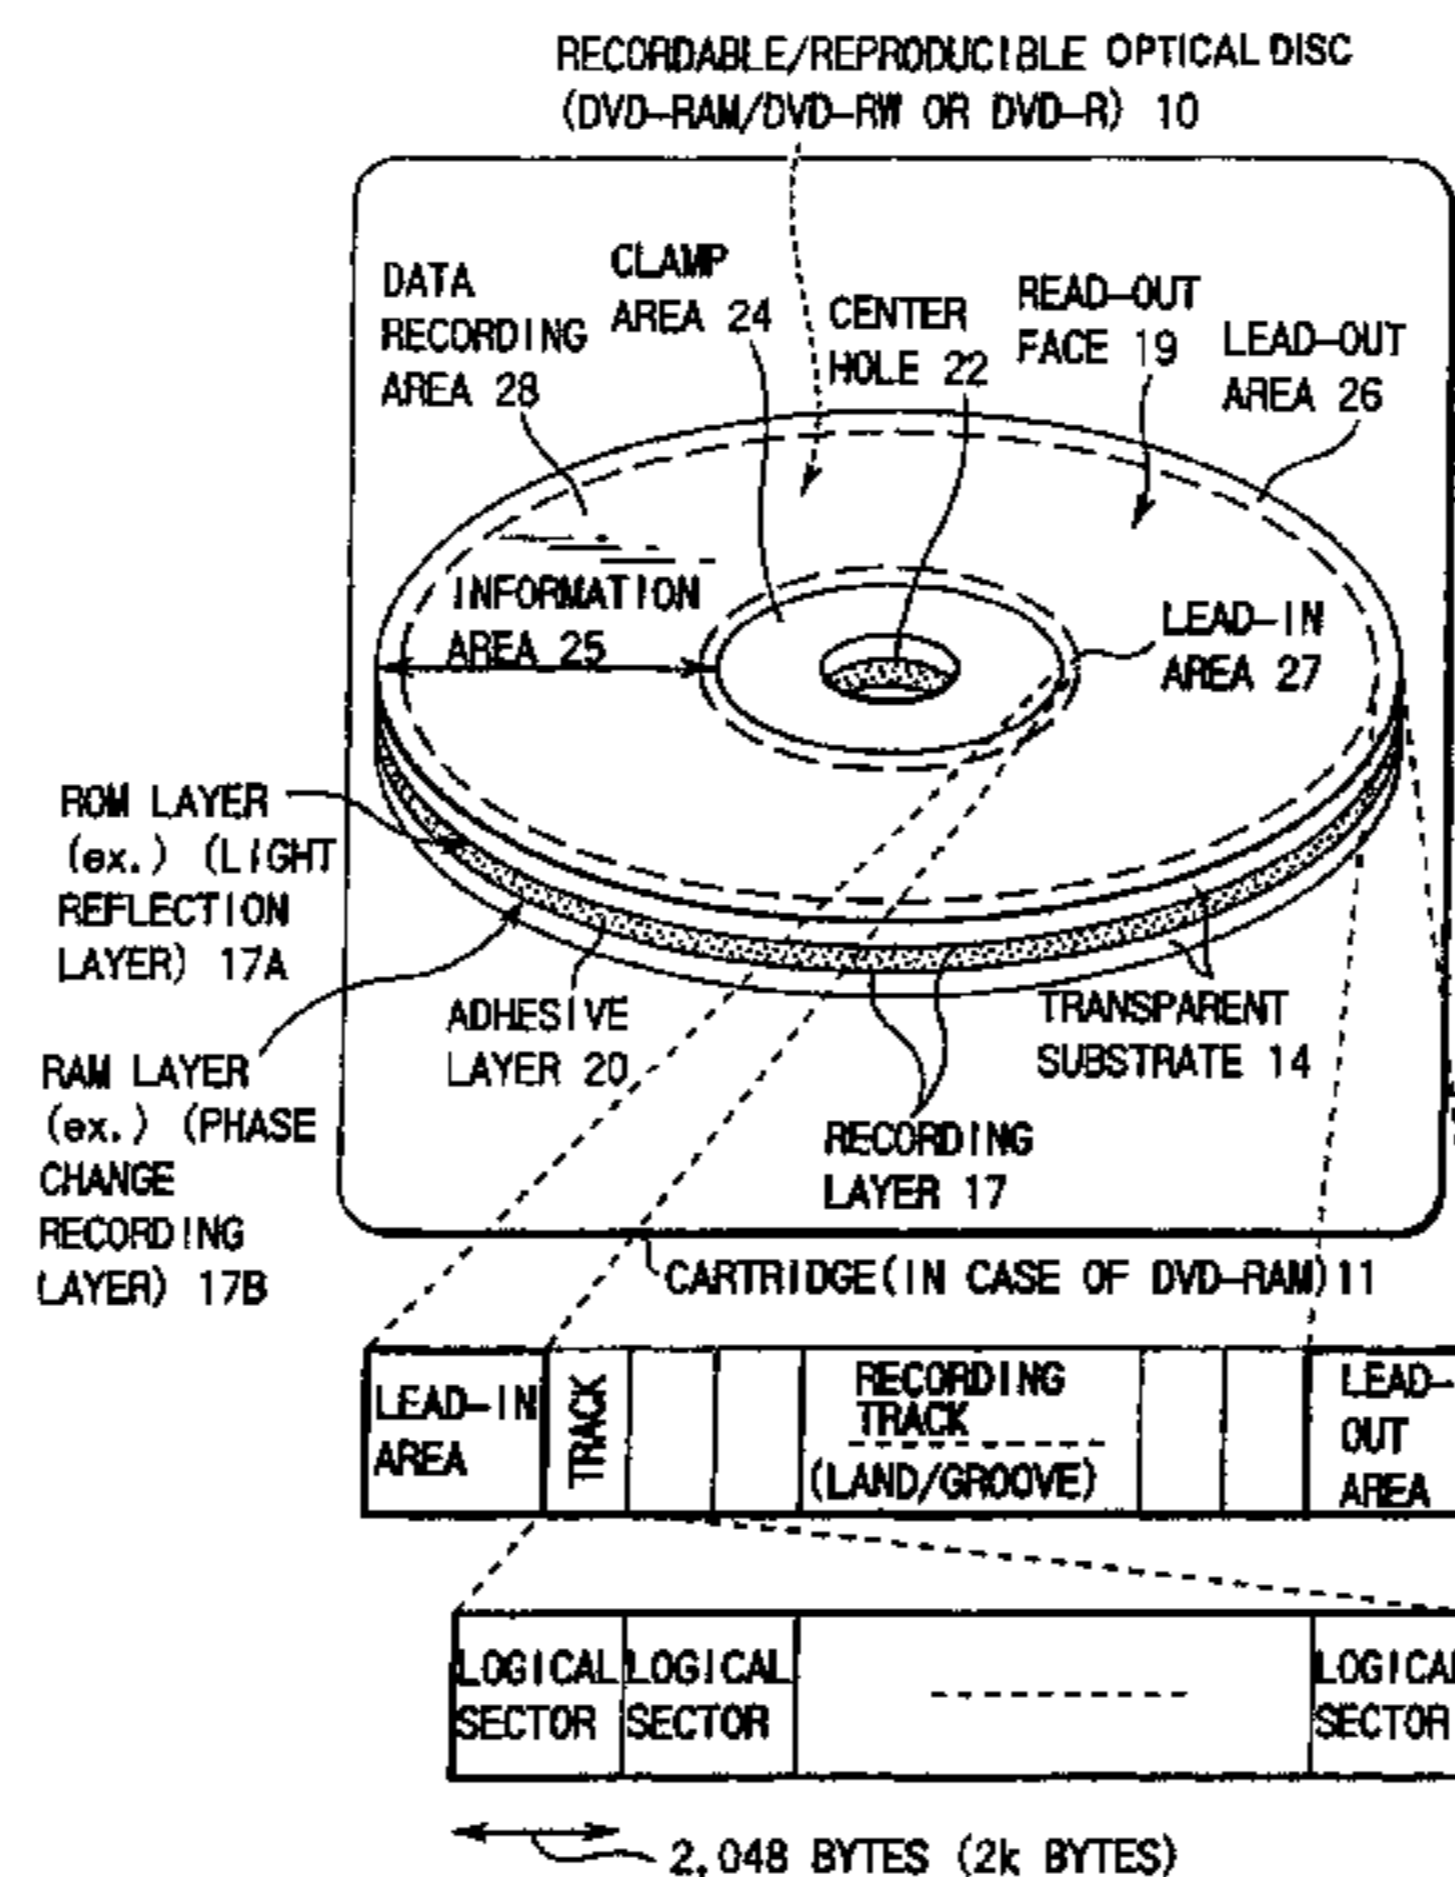 RECORDABLE/REPRODUCIBLE OPTICAL DISC
(DVD-RAM/DVD-RW OR DVD-R) 10
DATA
RECORDING
AREA 28
CLAMP
AREA 24
CENTER
HOLE 22
READ-OUT
FACE 19
LEAD-OUT
AREA 26
INFORMATION
AREA 25
LEAD-IN
AREA 27
ROM LAYER
(ex.) (LIGHT
REFLECTION
LAYER) 17A
ADHESIVE
LAYER 20
TRANSPARENT
SUBSTRATE 14
RAM LAYER
(ex.) (PHASE
CHANGE
RECORDING
LAYER) 17B
RECORDING
LAYER 17
CARTRIDGE(IN CASE OF DVD-RAM)11
LEAD-IN
AREA
TRACK
RECORDING
TRACK
(LAND/GROOVE)
LEAD-
OUT
AREA
LOGICAL
SECTOR
LOGICAL
SECTOR
LOGICAL
SECTOR
2,048 BYTES (2k BYTES)